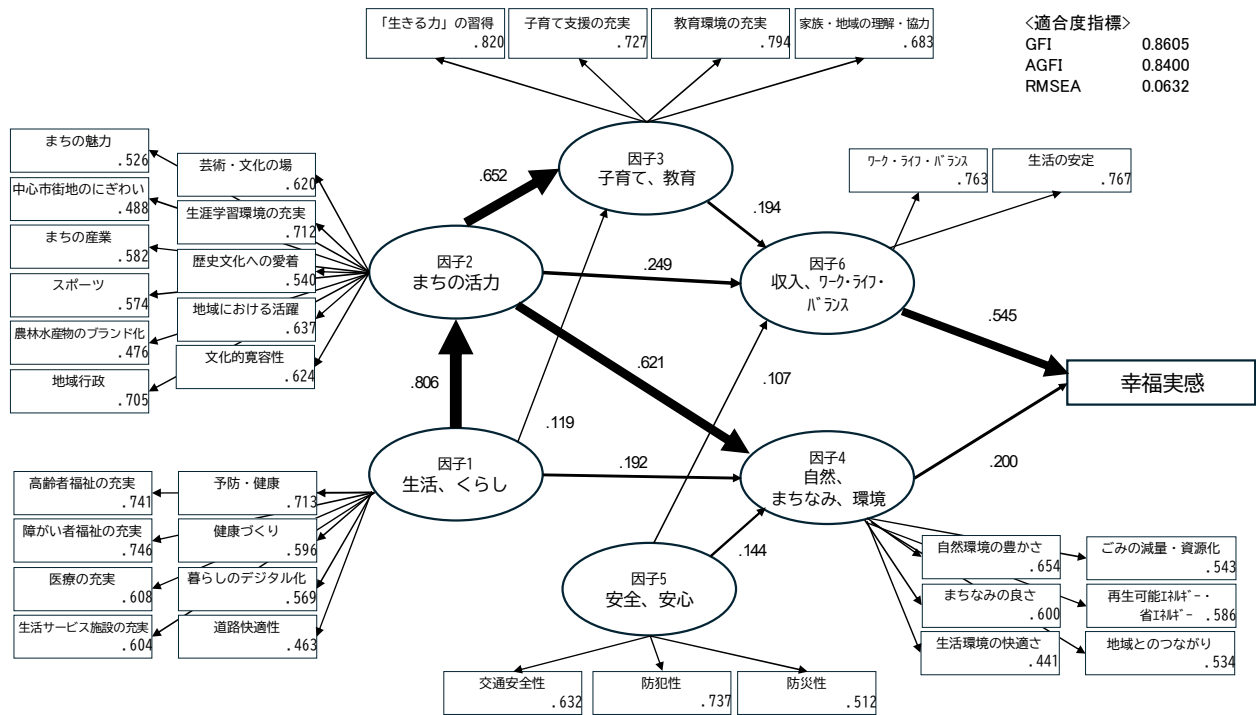 「生きる力」の習得
.820
子育て支援の充実
.727
教育環境の充実
.794
家族・地域の理解・協力
.683
〈適合度指標〉
GFI 0.8605
AGFI 0.8400
RMSEA 0.0632
まちの魅力
.526
中心市街地のにぎわい
.488
まちの産業
.582
スポーツ
.574
農林水産物のブランド化
.476
地域行政
.705
芸術・文化の場
.620
生涯学習環境の充実
.712
歴史文化への愛着
.540
地域における活躍
.637
文化的寛容性
.624
因子3
子育て、教育
.652
.194
ワーク・ライフ・バランス
.763
生活の安定
.767
因子2
まちの活力
.249
因子6
収入、ワーク・ライフ・
バランス
.545
.806
.621
.107
.119
幸福実感
高齢者福祉の充実
.741
障がい者福祉の充実
.746
医療の充実
.608
生活サービス施設の充実
.604
予防・健康
.713
健康づくり
.596
暮らしのデジタル化
.569
道路快適性
.463
因子1
生活、くらし
.192
因子4
自然、
まちなみ、環境
.200
.144
因子5
安全、安心
自然環境の豊かさ
.654
まちなみの良さ
.600
生活環境の快適さ
.441
ごみの減量・資源化
.543
再生可能エネルギー・
省エネルギー .586
地域とのつながり
.534
交通安全性
.632
防犯性
.737
防災性
.512